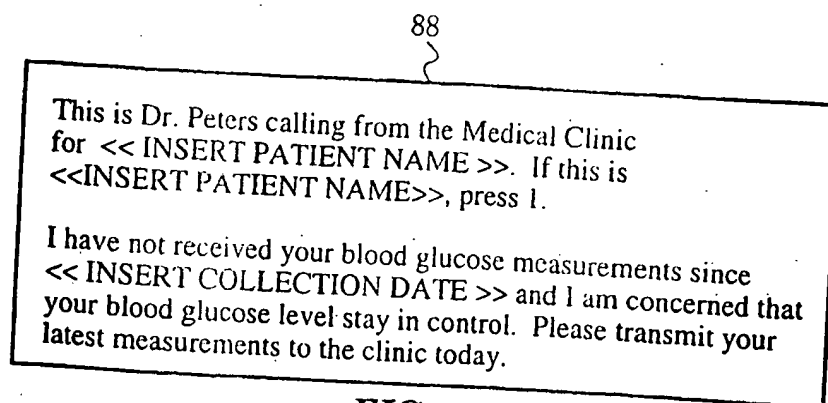 88
This is Dr. Peters calling from the Medical Clinic
for << INSERT PATIENT NAME >>. If this is
<<INSERT PATIENT NAME>>, press 1.
I have not received your blood glucose measurements since
<< INSERT COLLECTION DATE >> and I am concerned that
your blood glucose level stay in control. Please transmit your
latest measurements to the clinic today.